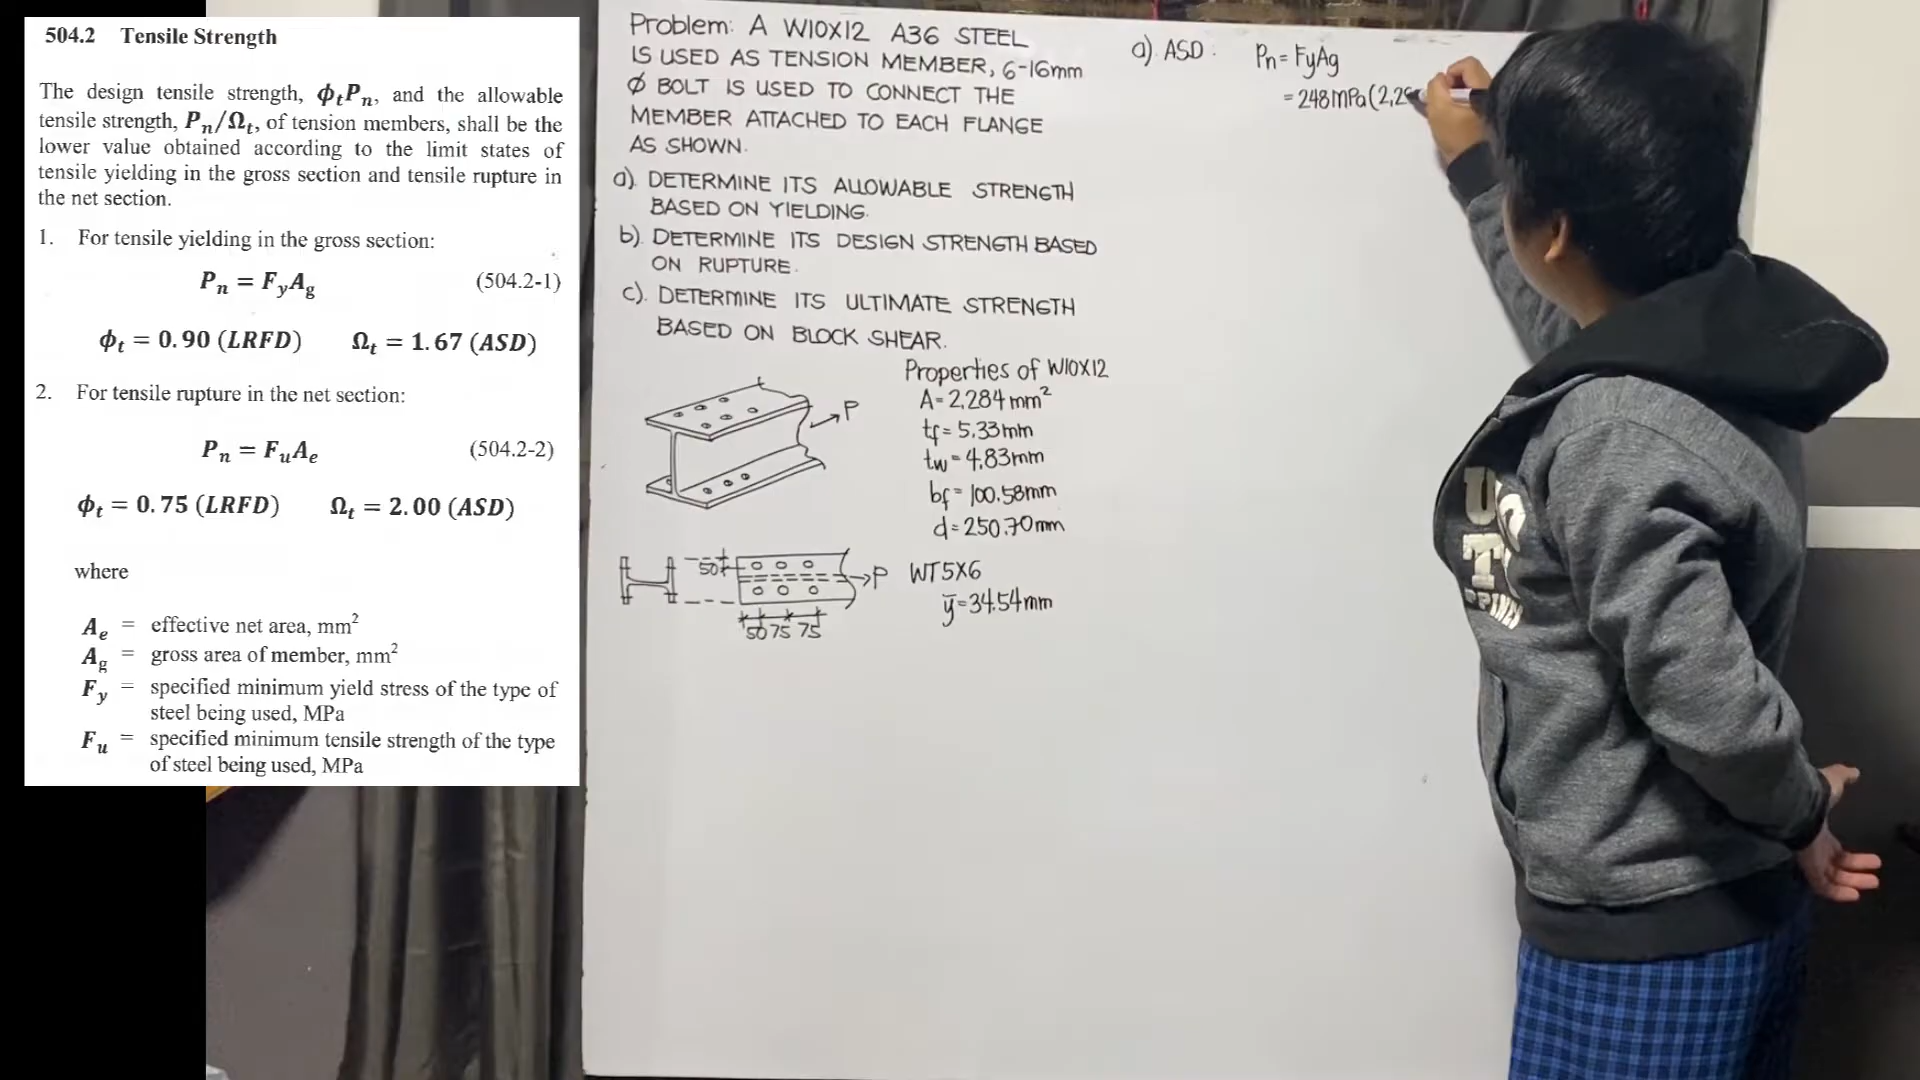 504.2 Tensile Strength
The design tensile strength, ϕtPn, and the allowable
tensile strength, Pn/Ωt, of tension members, shall be the
lower value obtained according to the limit states of
tensile yielding in the gross section and tensile rupture in
the net section.
1. For tensile yielding in the gross section:
Pn = FyAg (504.2-1)
ϕt = 0.90 (LRFD) Ωt = 1.67 (ASD)
2. For tensile rupture in the net section:
Pn = FuAe (504.2-2)
ϕt = 0.75 (LRFD) Ωt = 2.00 (ASD)
where
Ae = effective net area, mm²
Ag = gross area of member, mm²
Fy = specified minimum yield stress of the type of
steel being used, MPa
Fu = specified minimum tensile strength of the type
of steel being used, MPa
Problem: A W10X12 A36 STEEL
IS USED AS TENSION MEMBER, 6-16mm
Ø BOLT IS USED TO CONNECT THE
MEMBER ATTACHED TO EACH FLANGE
AS SHOWN.
a). DETERMINE ITS ALLOWABLE STRENGTH
BASED ON YIELDING.
b). DETERMINE ITS DESIGN STRENGTH BASED
ON RUPTURE.
c). DETERMINE ITS ULTIMATE STRENGTH
BASED ON BLOCK SHEAR.
P
Properties of W10X12
A = 2,284 mm²
tf = 5.33mm
tw = 4.83mm
bf = 100.58mm
d = 250.70mm
50
P
50 75 75
WT5X6
y̅ = 34.54mm
a). ASD: Pn = FyAg
= 248MPa(2,2
U
UTI